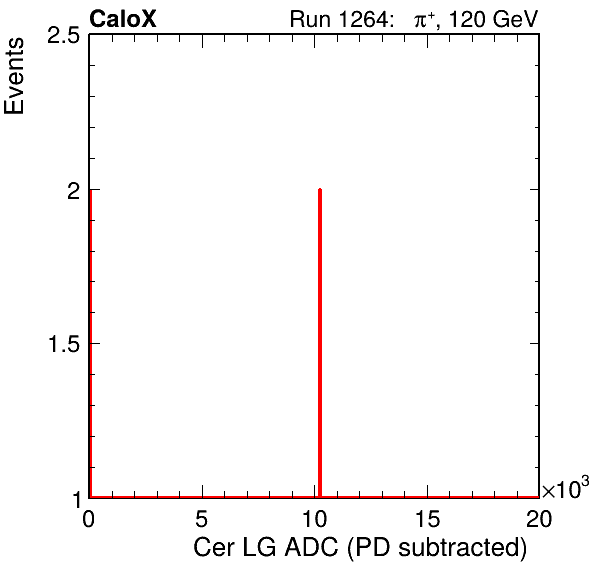 CaloX Run 1264: π+, 120 GeV
Events
2.5
2
1.5
1
0 5 10 15 20
×10³
Cer LG ADC (PD subtracted)